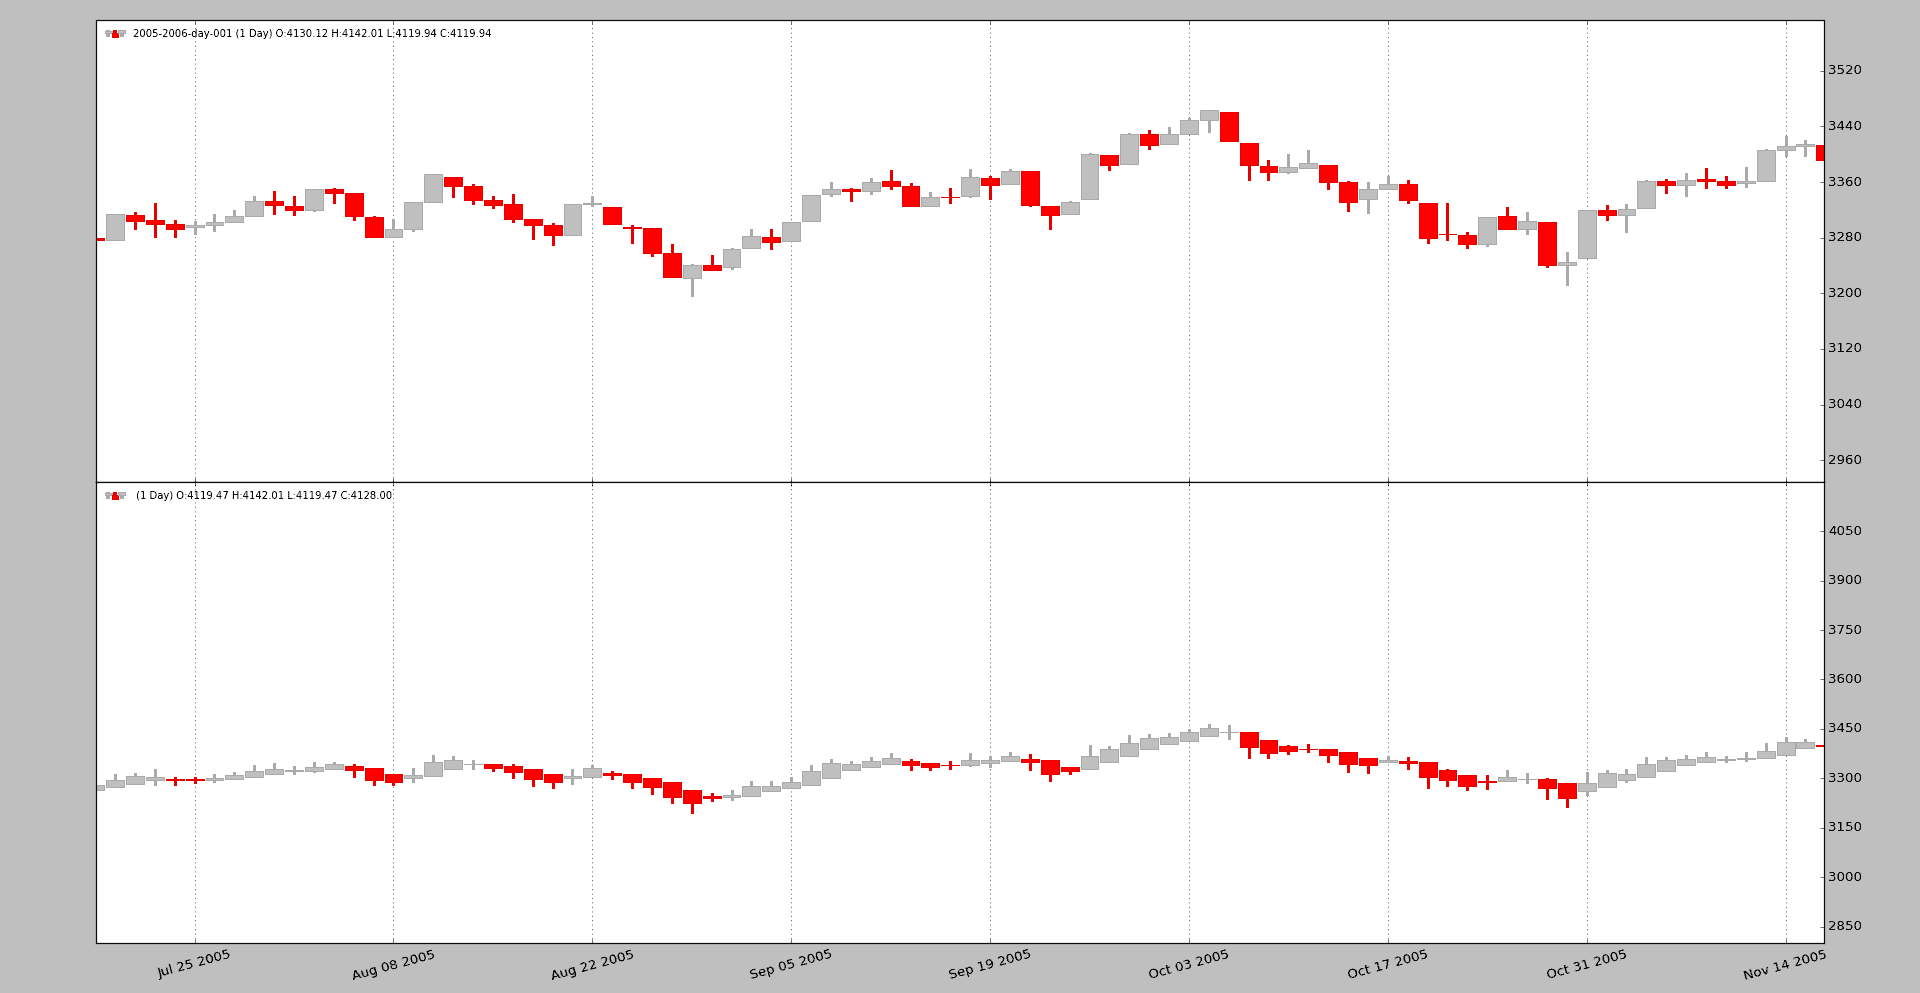 2005-2006-day-001 (1 Day) O:4130.12 H:4142.01 L:4119.94 C:4119.94
3520
3440
3360
3280
3200
3120
3040
2960
(1 Day) O:4119.47 H:4142.01 L:4119.47 C:4128.00
4050
3900
3750
3600
3450
3300
3150
3000
2850
Jul 25 2005
Aug 08 2005
Aug 22 2005
Sep 05 2005
Sep 19 2005
Oct 03 2005
Oct 17 2005
Oct 31 2005
Nov 14 2005